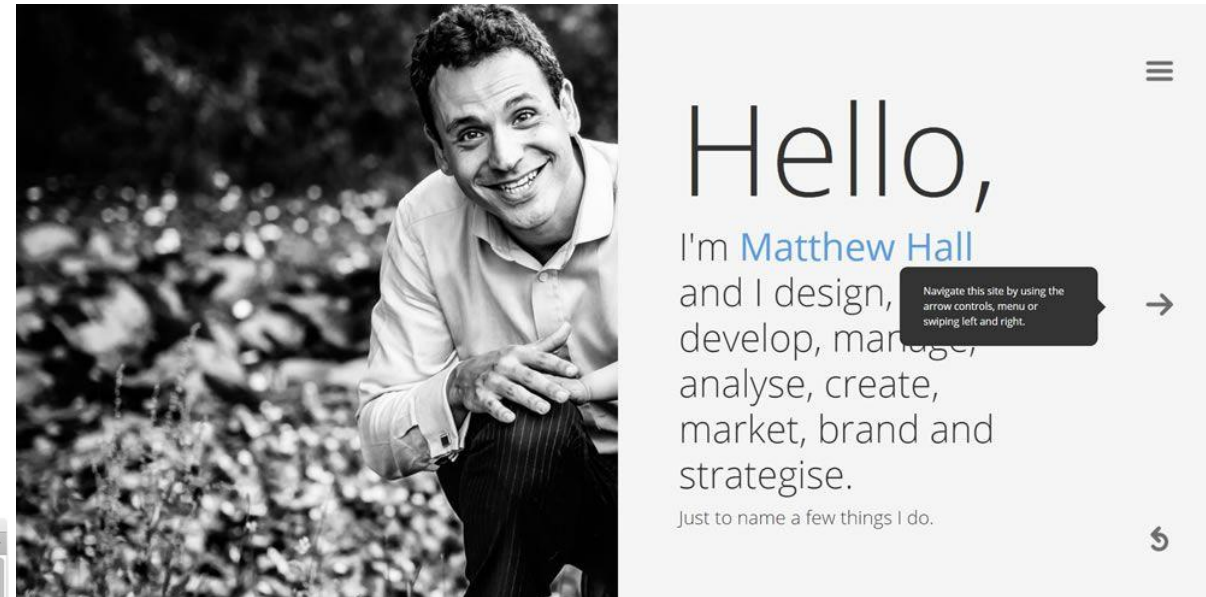 Hello,
I'm Matthew Hall
and I design,
develop, manage,
analyse, create,
market, brand and
strategise.
Just to name a few things I do.
Navigate this site by using the
arrow controls, menu or
swiping left and right.